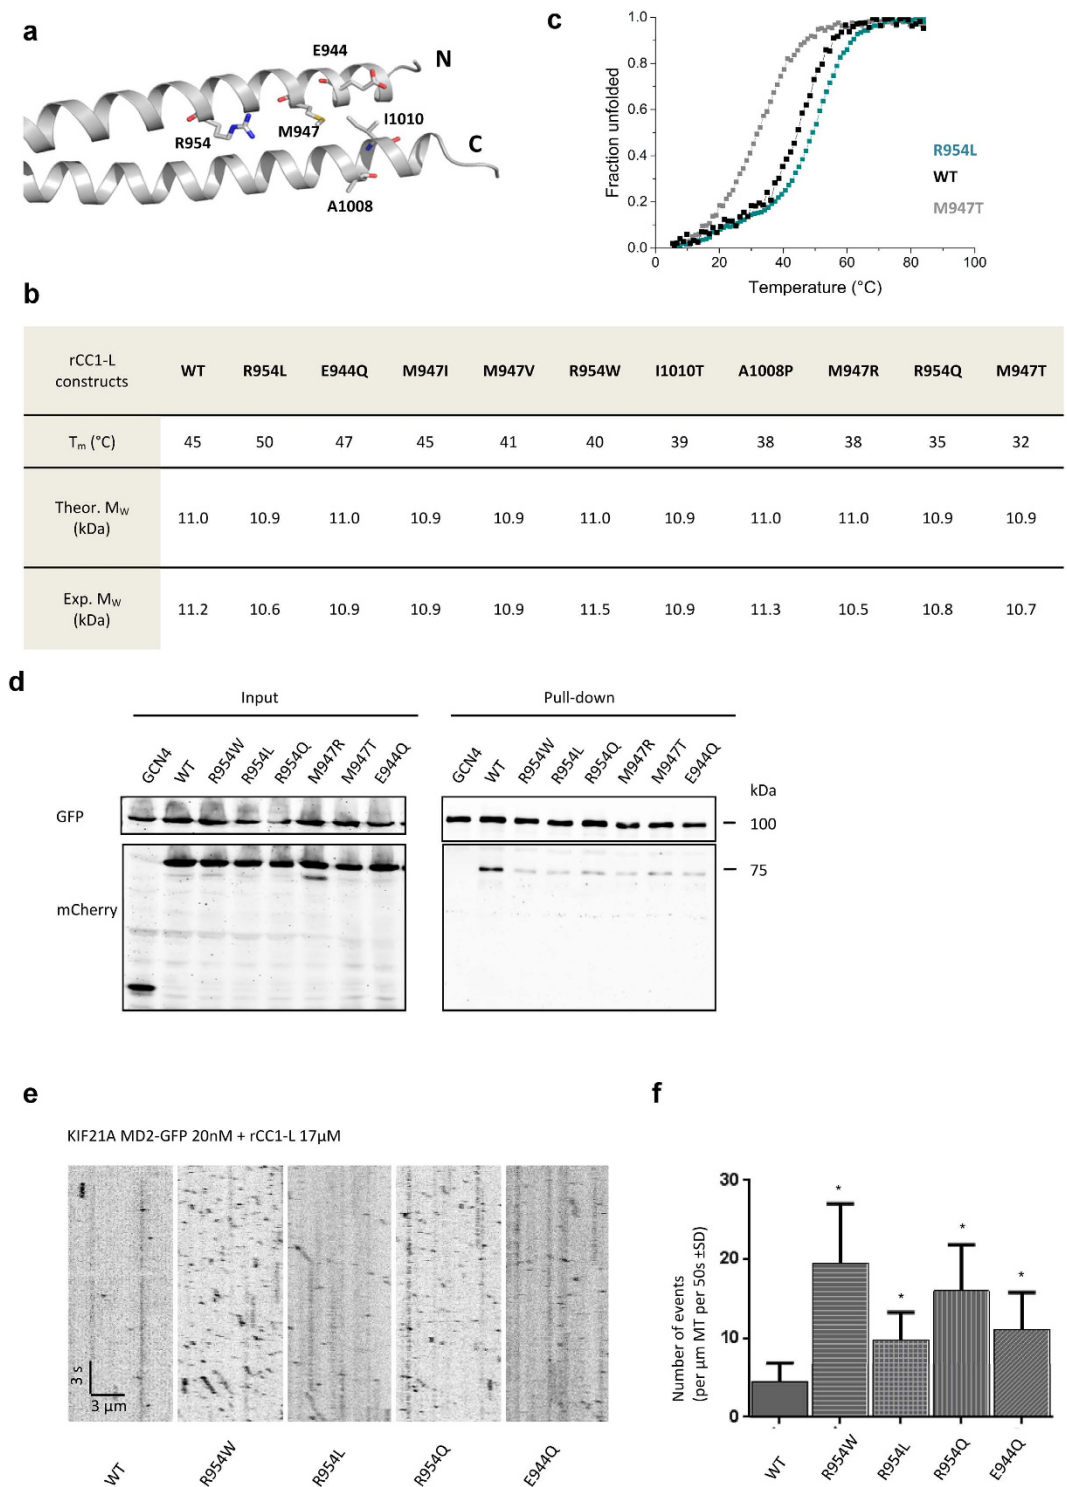 a
E944
N
I1010
R954
M947
C
A1008
c
Fraction unfolded
1.0
0.8
0.6
0.4
0.2
0.0
0 20 40 60 80 100
Temperature (°C)
R954L
WT
M947T
b
rCC1-L constructs WT R954L E944Q M947I M947V R954W I1010T A1008P M947R R954Q M947T
Tm (°C) 45 50 47 45 41 40 39 38 38 35 32
Theor. MW (kDa) 11.0 10.9 11.0 10.9 10.9 11.0 10.9 11.0 11.0 10.9 10.9
Exp. MW (kDa) 11.2 10.6 10.9 10.9 10.9 11.5 10.9 11.3 10.5 10.8 10.7
d
Input
Pull-down
GCN4 WT R954W R954L R954Q M947R M947T E944Q
GCN4 WT R954W R954L R954Q M947R M947T E944Q
kDa
GFP
100
75
mCherry
e
KIF21A MD2-GFP 20nM + rCC1-L 17µM
3 s
3 µm
WT R954W R954L R954Q E944Q
f
Number of events
(per µm MT per 50s ±SD)
30
20
10
0
* * * *
WT R954W R954L R954Q E944Q